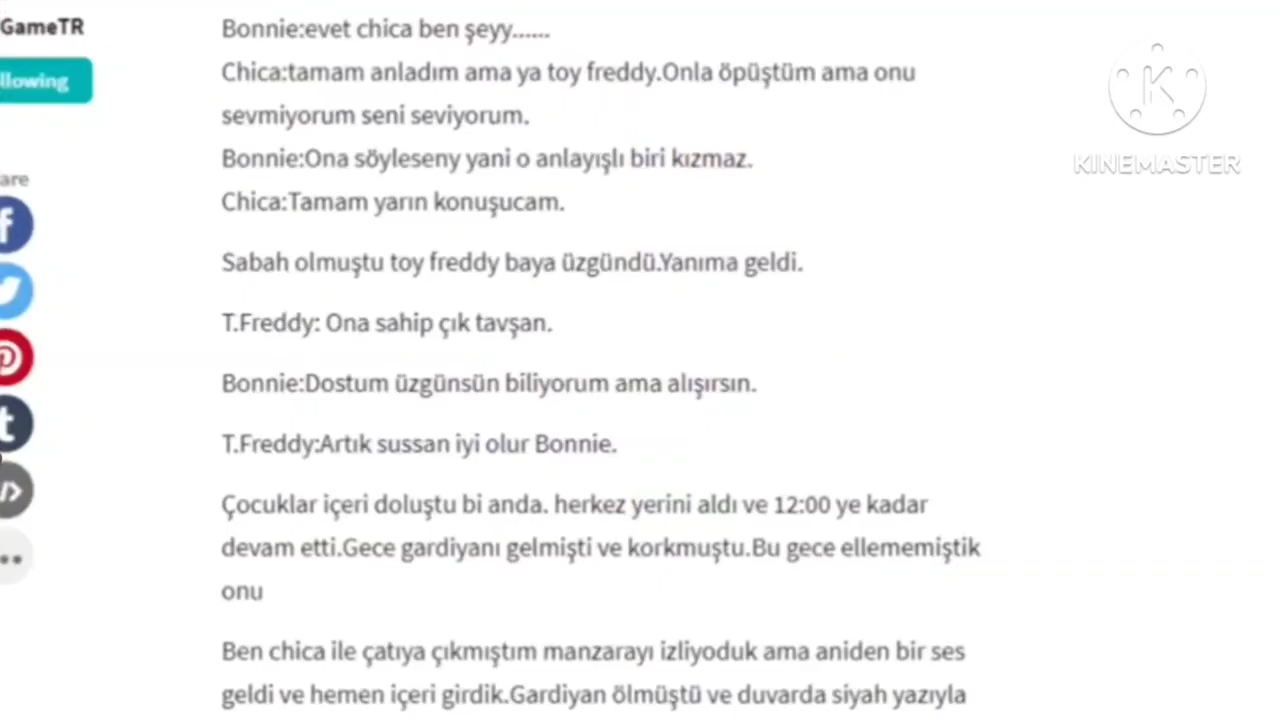 GameTR
Bonnie:evet chica ben şeyy......
llowing
Chica:tamam anladım ama ya toy freddy.Onla öpüştüm ama onu
sevmiyorum seni seviyorum.
KINEMASTER
Bonnie:Ona söyleseny yani o anlayışlı biri kızmaz.
are
Chica:Tamam yarın konuşucam.
Sabah olmuştu toy freddy baya üzgündü.Yanıma geldi.
T.Freddy: Ona sahip çık tavşan.
Bonnie:Dostum üzgünsün biliyorum ama alışırsın.
T.Freddy:Artık sussan iyi olur Bonnie.
Çocuklar içeri doluştu bi anda. herkez yerini aldı ve 12:00 ye kadar
devam etti.Gece gardiyanı gelmişti ve korkmuştu.Bu gece ellememiştik
onu
Ben chica ile çatıya çıkmıştım manzarayı izliyoduk ama aniden bir ses
geldi ve hemen içeri girdik.Gardiyan ölmüştü ve duvarda siyah yazıyla